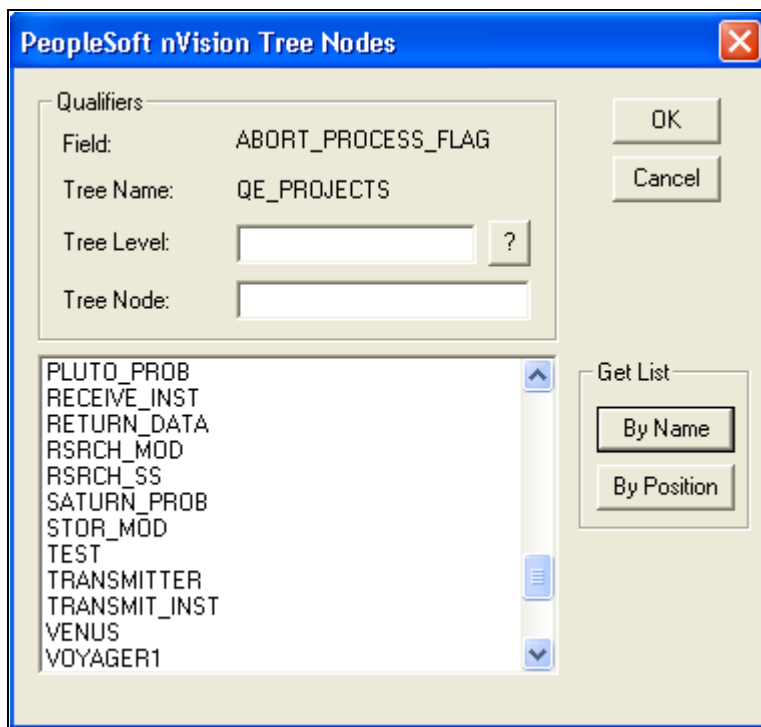 PeopleSoft nVision Tree Nodes
Qualifiers
Field: ABORT_PROCESS_FLAG
Tree Name: QE_PROJECTS
Tree Level: ?
Tree Node:
OK
Cancel
PLUTO_PROB
RECEIVE_INST
RETURN_DATA
RSRCH_MOD
RSRCH_SS
SATURN_PROB
STOR_MOD
TEST
TRANSMITTER
TRANSMIT_INST
VENUS
VOYAGER1
Get List
By Name
By Position